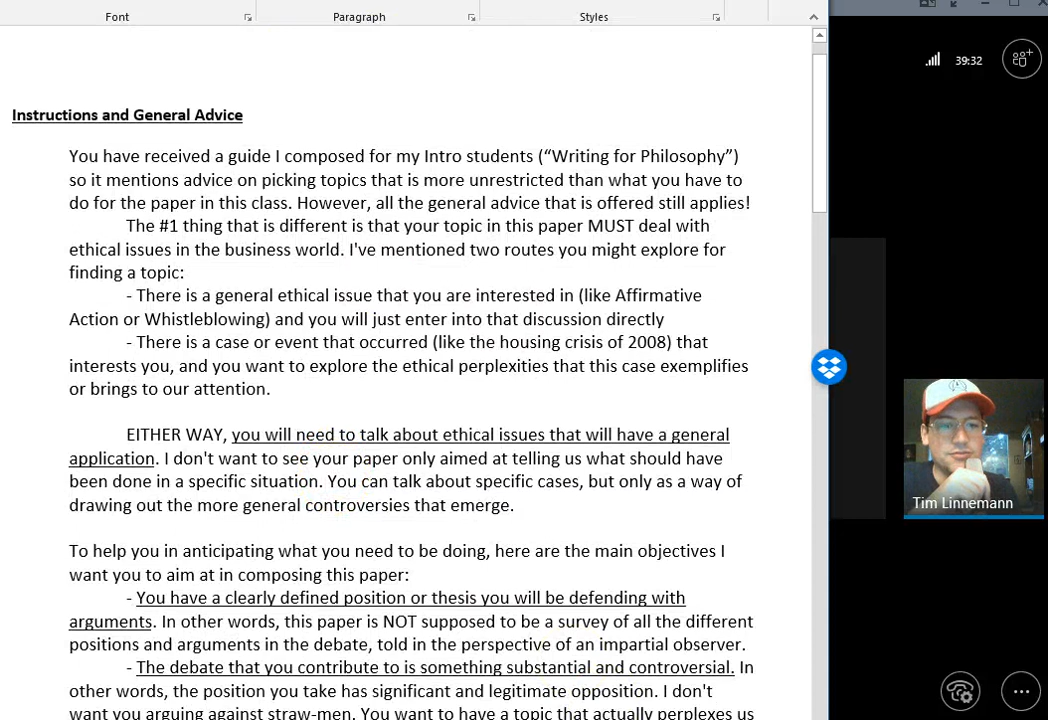 Font Paragraph Styles
39:32
Instructions and General Advice
You have received a guide I composed for my Intro students (“Writing for Philosophy”)
so it mentions advice on picking topics that is more unrestricted than what you have to
do for the paper in this class. However, all the general advice that is offered still applies!
The #1 thing that is different is that your topic in this paper MUST deal with
ethical issues in the business world. I've mentioned two routes you might explore for
finding a topic:
- There is a general ethical issue that you are interested in (like Affirmative
Action or Whistleblowing) and you will just enter into that discussion directly
- There is a case or event that occurred (like the housing crisis of 2008) that
interests you, and you want to explore the ethical perplexities that this case exemplifies
or brings to our attention.
EITHER WAY, you will need to talk about ethical issues that will have a general
application. I don't want to see your paper only aimed at telling us what should have
been done in a specific situation. You can talk about specific cases, but only as a way of
drawing out the more general controversies that emerge.
Tim Linnemann
To help you in anticipating what you need to be doing, here are the main objectives I
want you to aim at in composing this paper:
- You have a clearly defined position or thesis you will be defending with
arguments. In other words, this paper is NOT supposed to be a survey of all the different
positions and arguments in the debate, told in the perspective of an impartial observer.
- The debate that you contribute to is something substantial and controversial. In
other words, the position you take has significant and legitimate opposition. I don't
want you arguing against straw-men. You want to have a topic that actually perplexes us